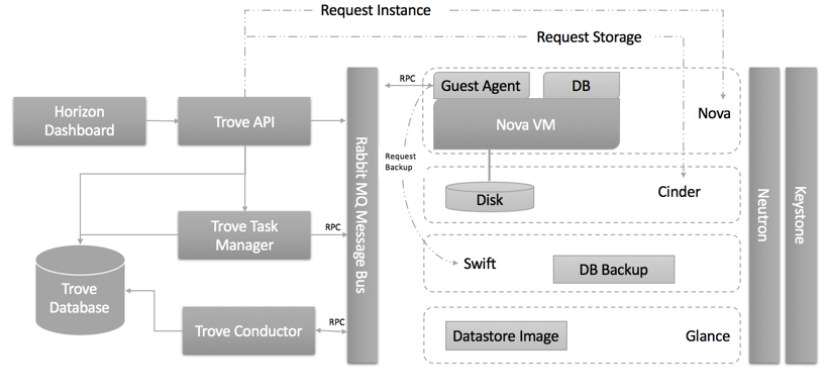 Request Instance
Request Storage
Horizon
Dashboard
Trove API
Rabbit MQ Message Bus
RPC
Guest Agent
DB
Nova VM
Nova
Request
Backup
Disk
Cinder
Neutron
Keystone
Trove Task
Manager
RPC
Swift
DB Backup
Trove
Database
Trove Conductor
RPC
Datastore Image
Glance